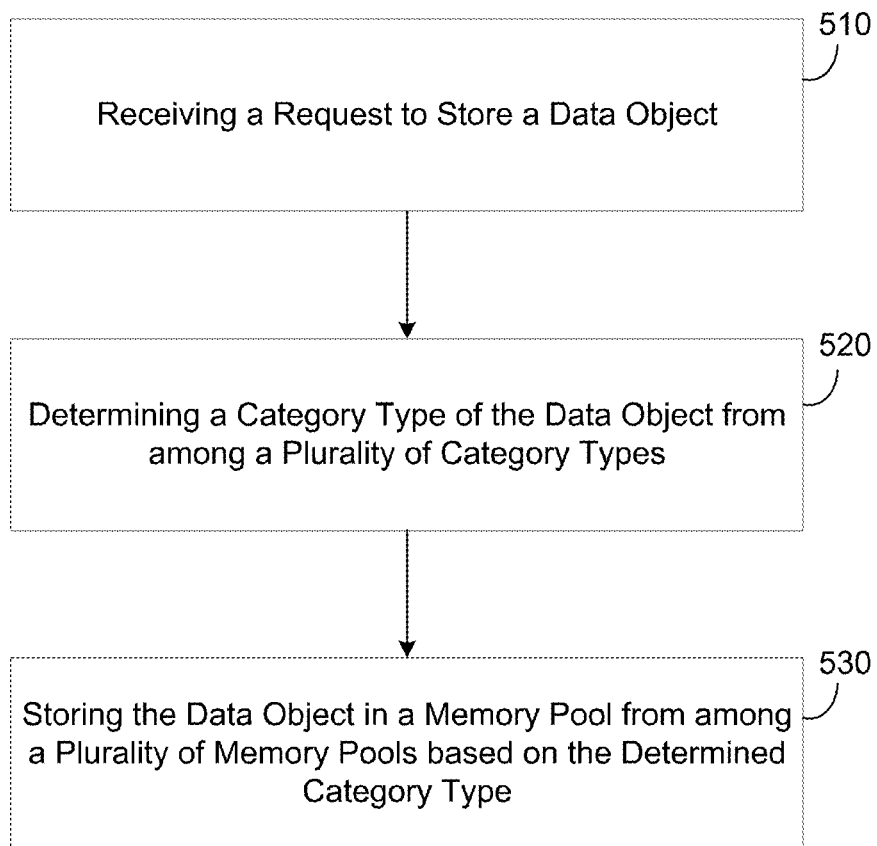 510
Receiving a Request to Store a Data Object
520
Determining a Category Type of the Data Object from
among a Plurality of Category Types
530
Storing the Data Object in a Memory Pool from among
a Plurality of Memory Pools based on the Determined
Category Type